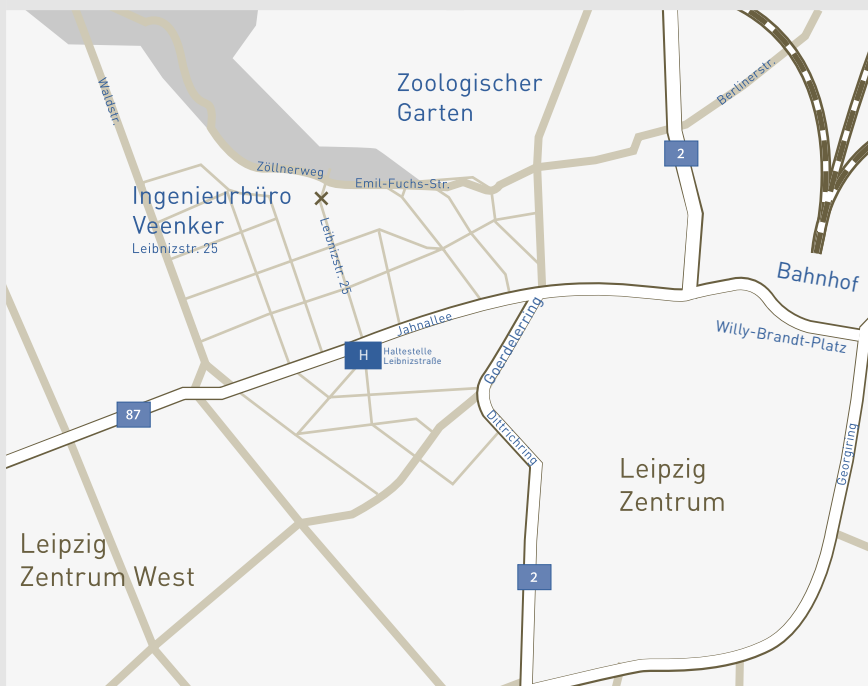 Waldstr.
Zoologischer
Garten
Berlinerstr.
2
Zöllnerweg
Emil-Fuchs-Str.
Ingenieurbüro
Veenker
Leibnizstr. 25
Leibnizstr. 25
Bahnhof
Jahnallee
Goerdelerring
Willy-Brandt-Platz
H
Haltestelle
Leibnizstraße
87
Dittrichring
Georgiring
Leipzig
Zentrum
Leipzig
Zentrum West
2